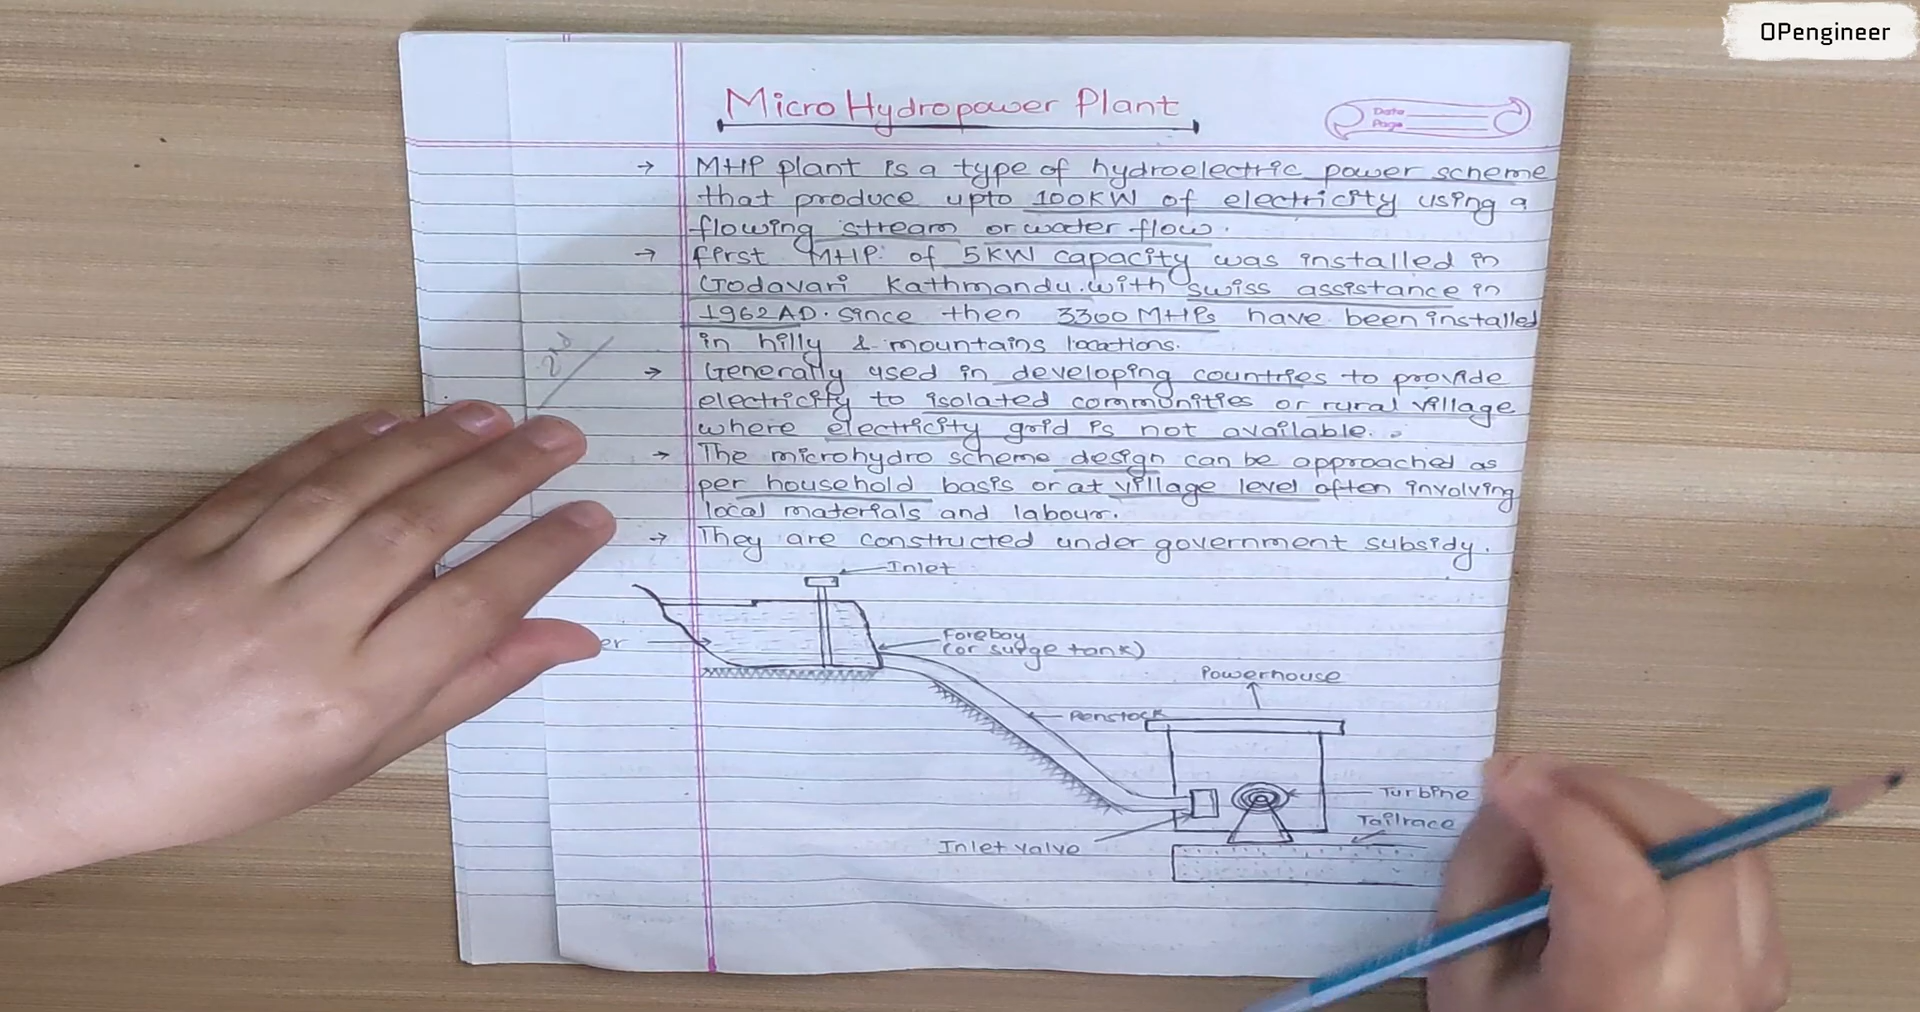 OPengineer
Micro Hydropower Plant
Date
Page
→ MHP plant is a type of hydroelectric power scheme
that produce upto 100KW of electricity using a
flowing stream or water flow.
→ first MHP of 5KW capacity was installed in
Godavari Kathmandu with swiss assistance in
1962AD. since then 3300 MHPs have been installed
in hilly & mountains locations.
2nd
→ Generally used in developing countries to provide
electricity to isolated communities or rural village
where electricity grid is not available.
→ The microhydro scheme design can be approached as
per household basis or at village level often involving
local materials and labour.
→ They are constructed under government subsidy.
Inlet
er
Forebay
(or surge tank)
Powerhouse
Penstock
Turbine
Tailrace
Inlet valve